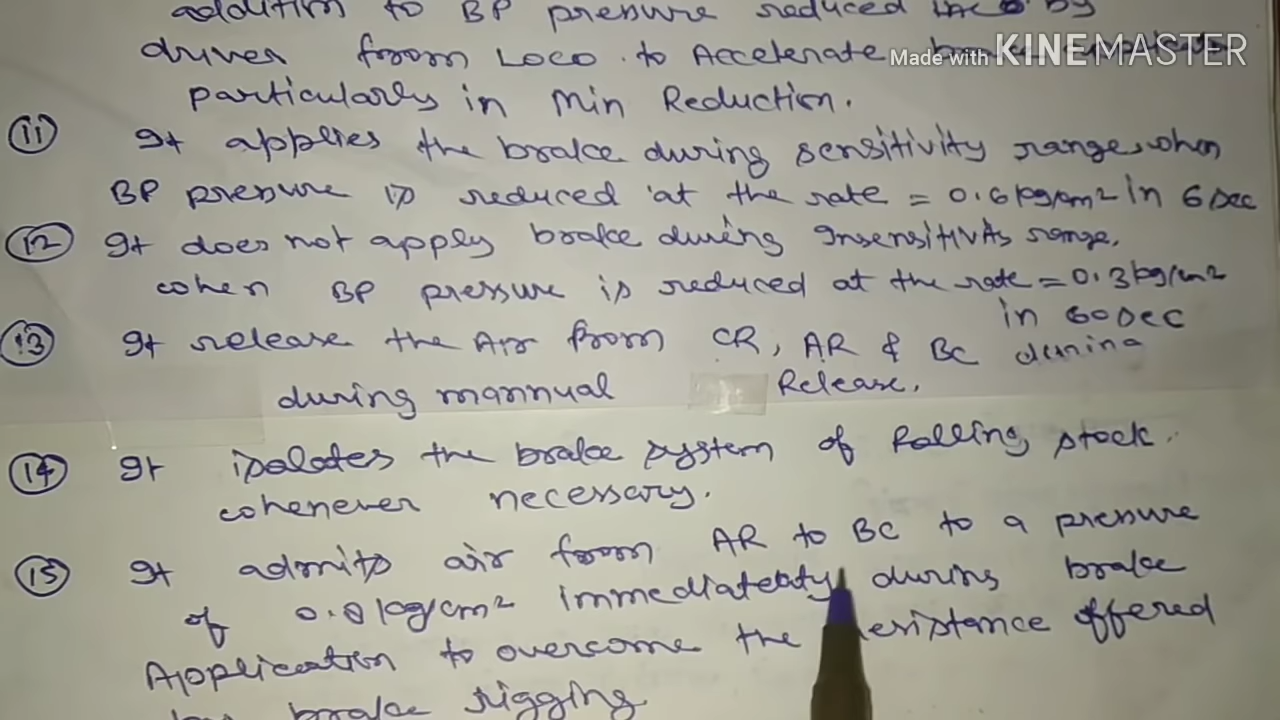 addition to BP pressure reduced by
driver from Loco. to Accelerate
Made with KINEMASTER
particularly in Min Reduction.
(11) It applies the brake during sensitivity range, when
BP pressure is reduced at the rate = 0.6 kg/cm2 in 6 sec
(12) It does not apply brake during Insensitivity range.
when BP pressure is reduced at the rate = 0.3 kg/cm2
in 60 sec
(13) It release the Air from CR, AR & BC during
during mannual Release.
(14) It isolates the brake system of Rolling stock.
whenever necessary.
(15) It admits air from AR to BC to a pressure
of 0.8 kg/cm2 immediately during brake
Application to overcome the resistance offered
by brake rigging